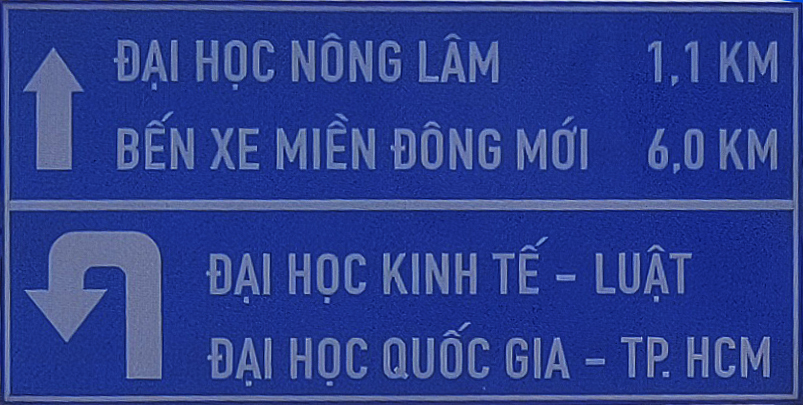 ĐẠI HỌC NÔNG LÂM 1,1 KM
BẾN XE MIỀN ĐÔNG MỚI 6,0 KM
ĐẠI HỌC KINH TẾ – LUẬT
ĐẠI HỌC QUỐC GIA – TP. HCM